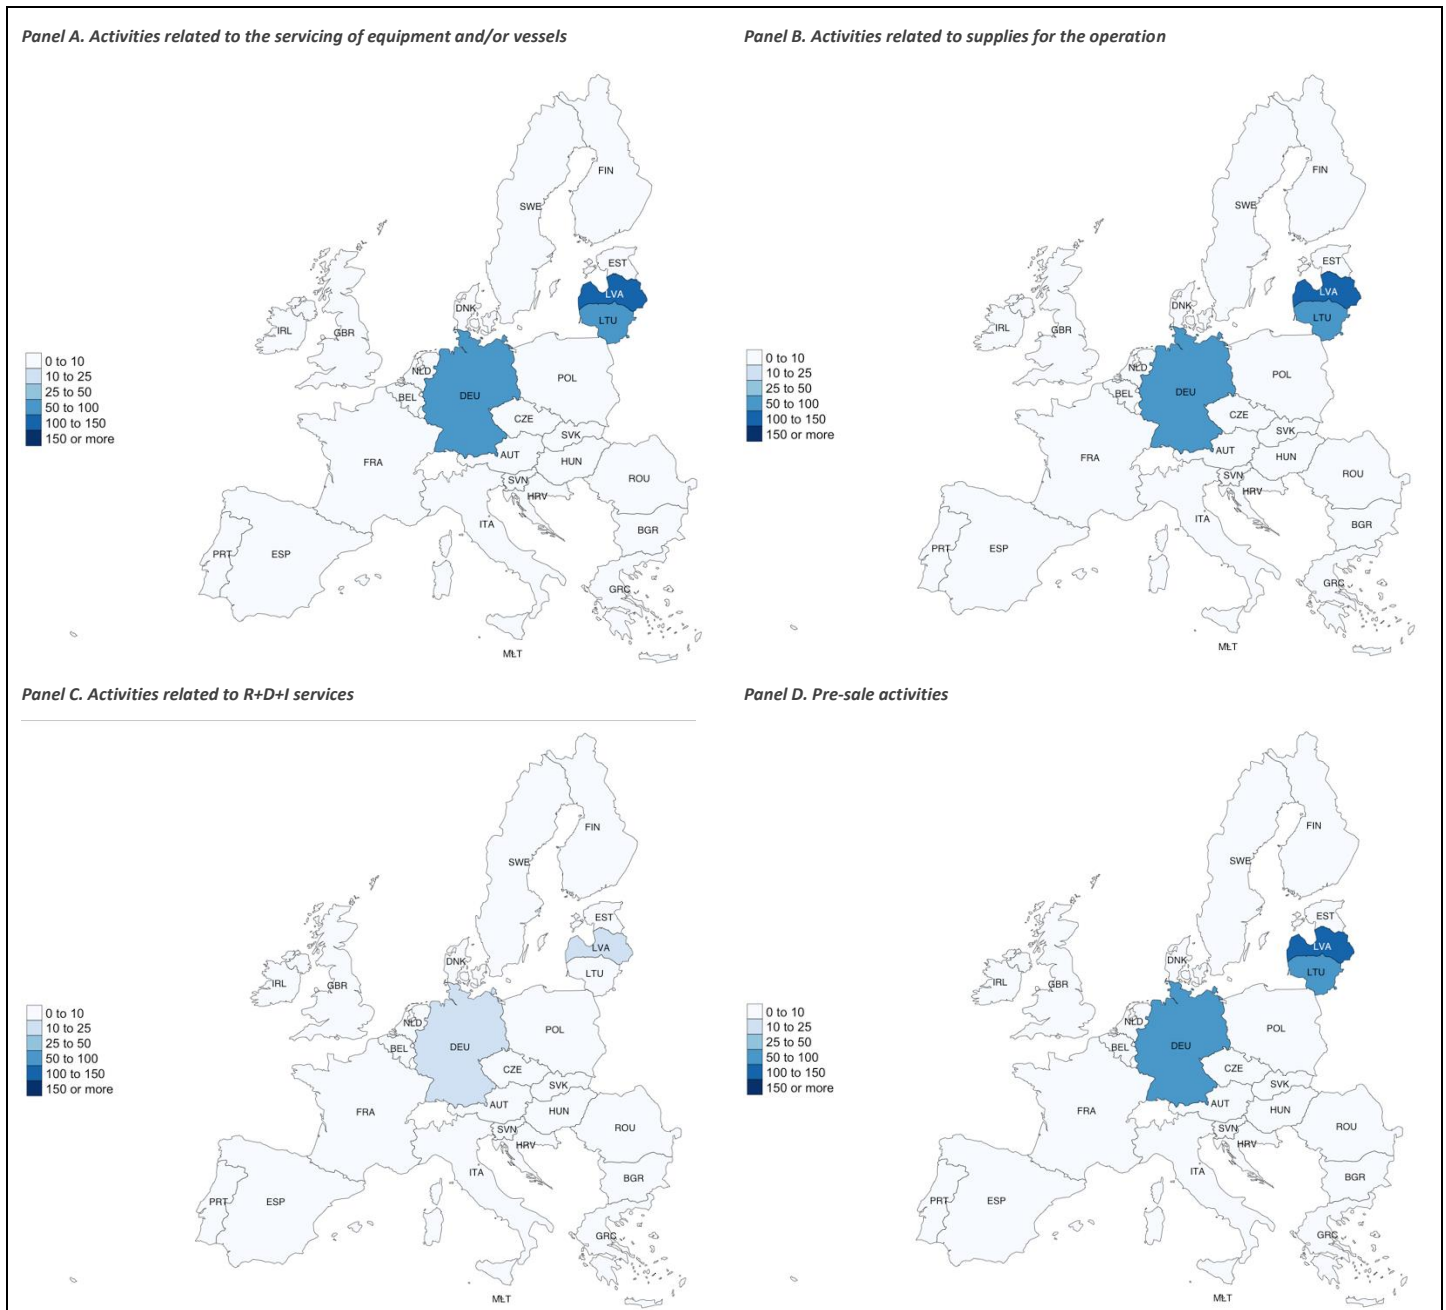 Panel A. Activities related to the servicing of equipment and/or vessels
FIN
SWE
EST
LVA
LTU
DNK
IRL
GBR
NLD
BEL
DEU
POL
CZE
SVK
AUT
HUN
FRA
SVN
HRV
ROU
ITA
BGR
PRT
ESP
GRC
MLT
0 to 10
10 to 25
25 to 50
50 to 100
100 to 150
150 or more
Panel B. Activities related to supplies for the operation
FIN
SWE
EST
LVA
LTU
DNK
IRL
GBR
NLD
BEL
DEU
POL
CZE
SVK
AUT
HUN
FRA
SVN
HRV
ROU
ITA
BGR
PRT
ESP
GRC
MLT
0 to 10
10 to 25
25 to 50
50 to 100
100 to 150
150 or more
Panel C. Activities related to R+D+I services
FIN
SWE
EST
LVA
LTU
DNK
IRL
GBR
NLD
BEL
DEU
POL
CZE
SVK
AUT
HUN
FRA
SVN
HRV
ROU
ITA
BGR
PRT
ESP
GRC
MLT
0 to 10
10 to 25
25 to 50
50 to 100
100 to 150
150 or more
Panel D. Pre-sale activities
FIN
SWE
EST
LVA
LTU
DNK
IRL
GBR
NLD
BEL
DEU
POL
CZE
SVK
AUT
HUN
FRA
SVN
HRV
ROU
ITA
BGR
PRT
ESP
GRC
MLT
0 to 10
10 to 25
25 to 50
50 to 100
100 to 150
150 or more